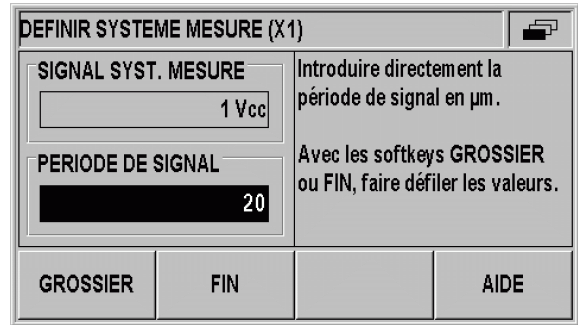 DEFINIR SYSTEME MESURE (X1)
SIGNAL SYST. MESURE
1 Vcc
PERIODE DE SIGNAL
20
Introduire directement la
période de signal en µm.
Avec les softkeys GROSSIER
ou FIN, faire défiler les valeurs.
GROSSIER
FIN
AIDE